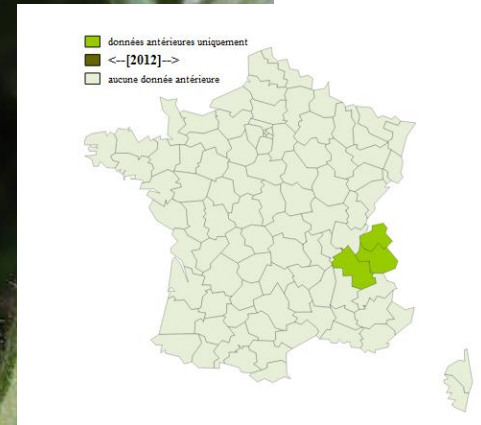 données antérieures uniquement
<--[2012]-->
aucune donnée antérieure